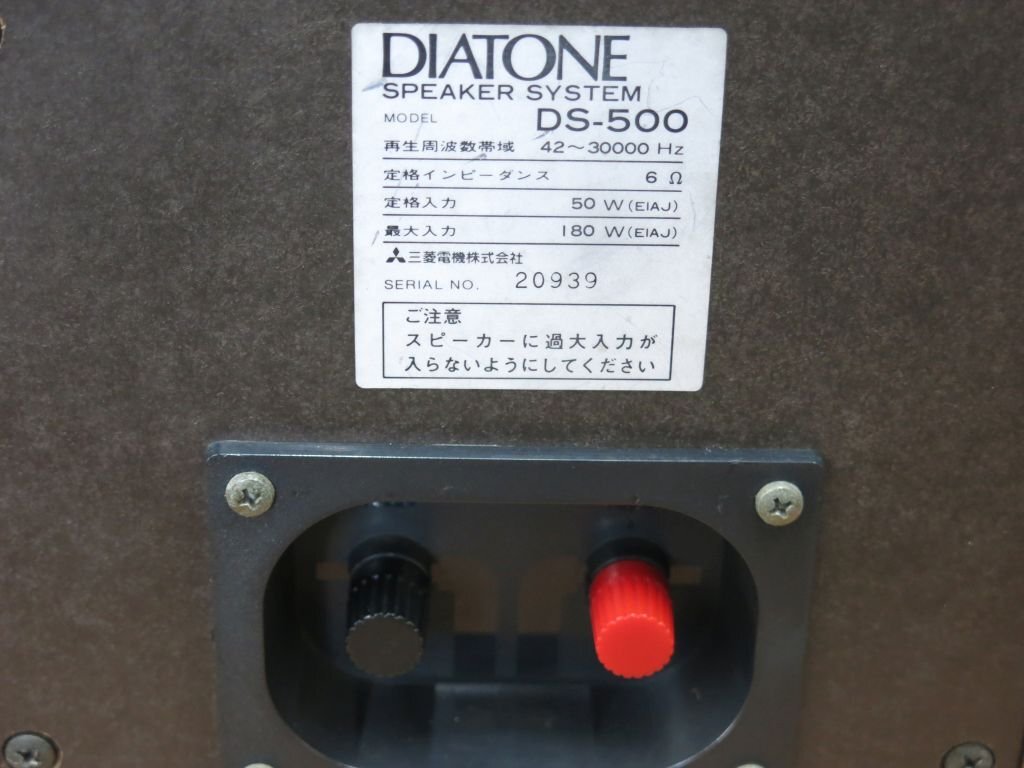 DIATONE
SPEAKER SYSTEM
MODEL DS-500
再生周波数帯域 42～30000 Hz
定格インピーダンス 6 Ω
定格入力 50 W (EIAJ)
最大入力 180 W (EIAJ)
三菱電機株式会社
SERIAL NO. 20939
ご注意
スピーカーに過大入力が
入らないようにしてください